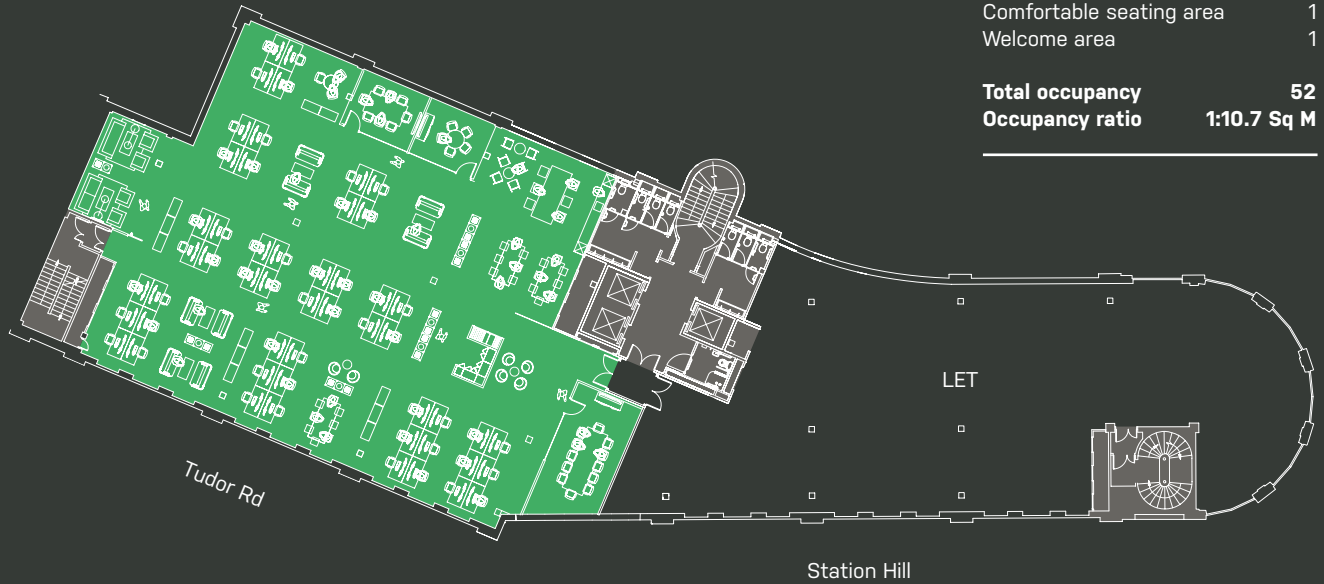 Comfortable seating area 1
Welcome area 1
Total occupancy 52
Occupancy ratio 1:10.7 Sq M
LET
Tudor Rd
Station Hill